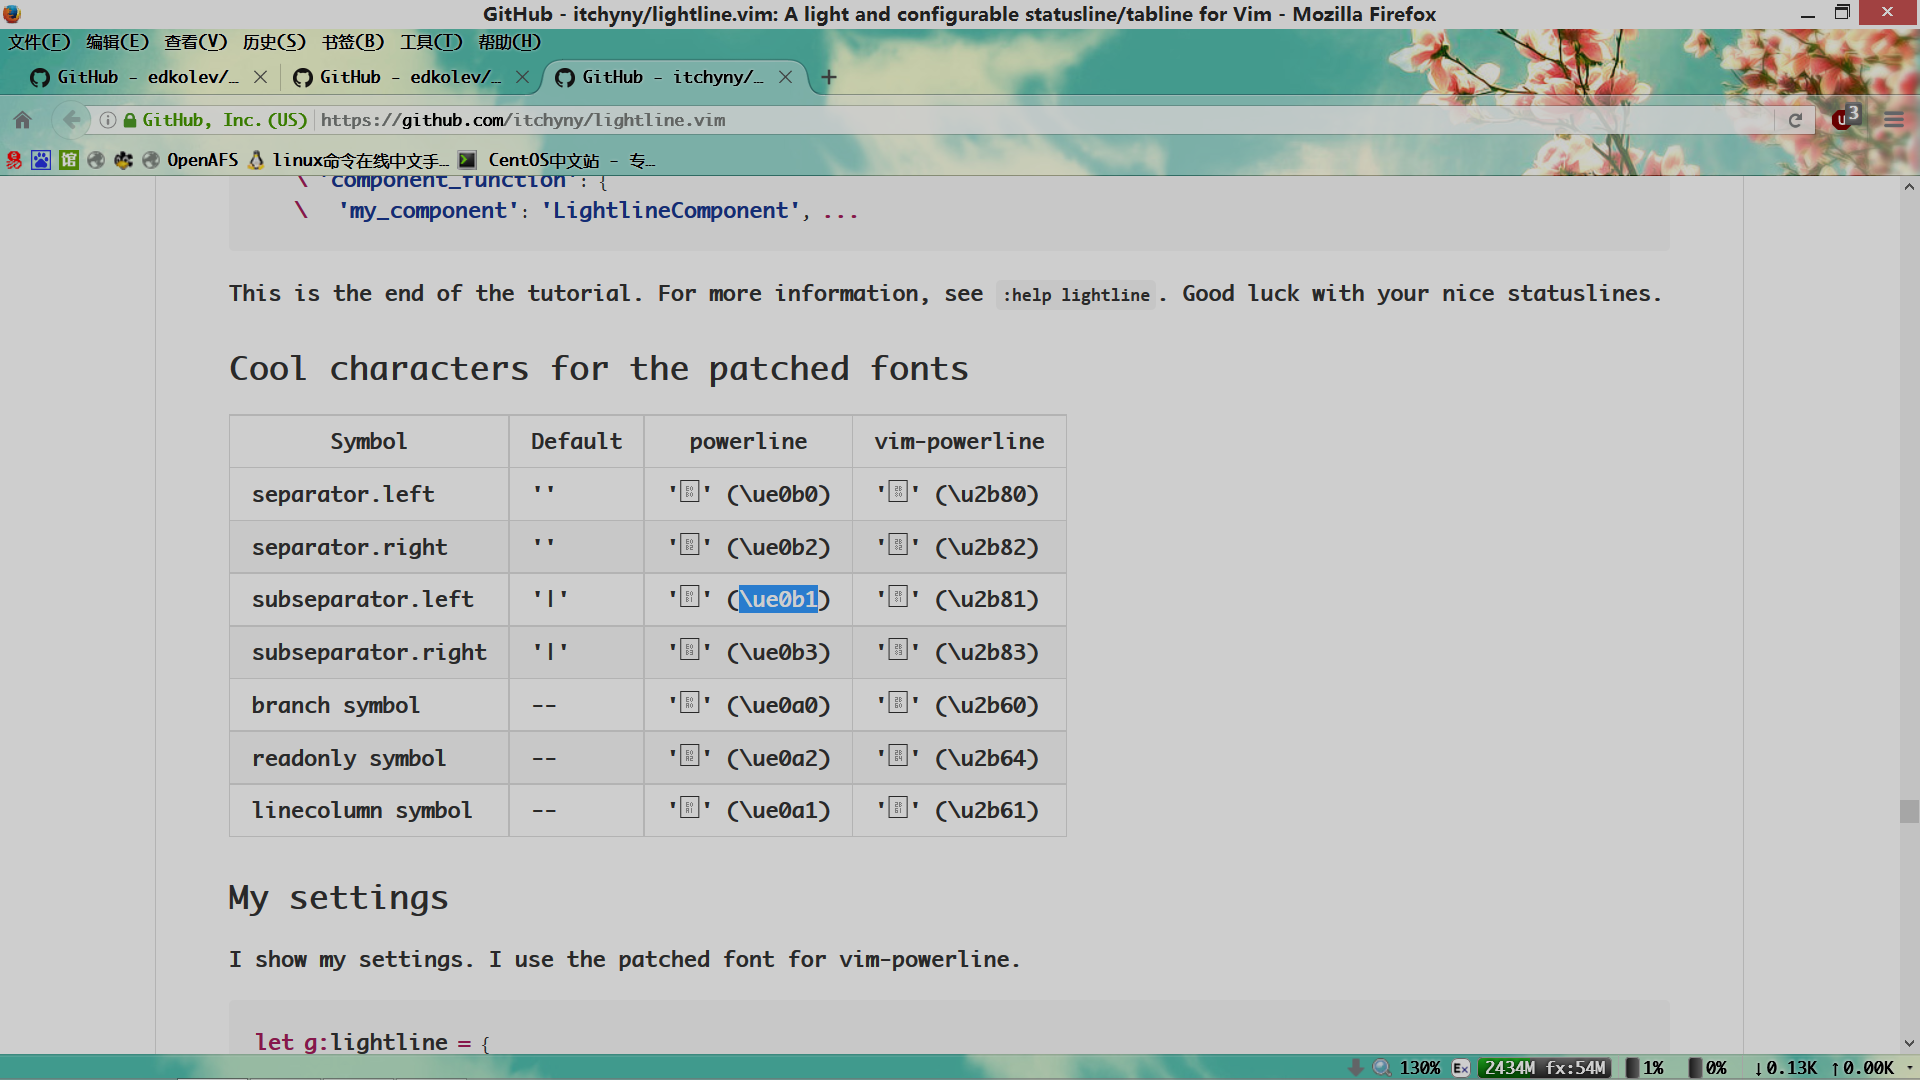 GitHub - itchyny/lightline.vim: A light and configurable statusline/tabline for Vim - Mozilla Firefox
文件(F) 编辑(E) 查看(V) 历史(S) 书签(B) 工具(T) 帮助(H)
GitHub - edkolev/… GitHub - edkolev/… GitHub - itchyny/…
GitHub, Inc. (US) https://github.com/itchyny/lightline.vim 3
易 馆 OpenAFS linux命令在线中文手… CentOS中文站 - 专…
\ 'component_function': {
\ 'my_component': 'LightlineComponent', ...
This is the end of the tutorial. For more information, see :help lightline. Good luck with your nice statuslines.
Cool characters for the patched fonts
Symbol Default powerline vim-powerline
separator.left '' '' (\ue0b0) '⮀' (\u2b80)
separator.right '' '' (\ue0b2) '⮂' (\u2b82)
subseparator.left '|' '' (\ue0b1) '⮁' (\u2b81)
subseparator.right '|' '' (\ue0b3) '⮃' (\u2b83)
branch symbol -- '' (\ue0a0) '⭠' (\u2b60)
readonly symbol -- '' (\ue0a2) '⭤' (\u2b64)
linecolumn symbol -- '' (\ue0a1) '⭡' (\u2b61)
My settings
I show my settings. I use the patched font for vim-powerline.
let g:lightline = {
130% Ex 2434M fx:54M 1% 0% ↓0.13K ↑0.00K